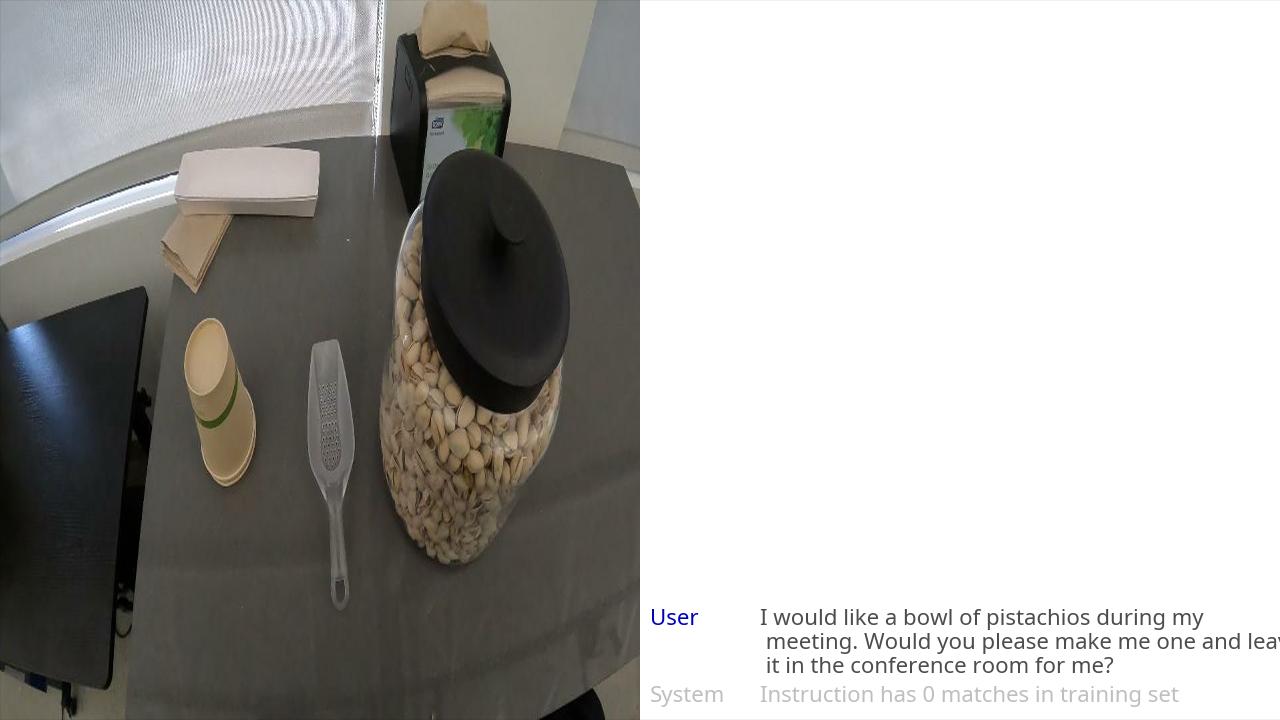 User I would like a bowl of pistachios during my
meeting. Would you please make me one and
it in the conference room for me?
System Instruction has 0 matches in training set